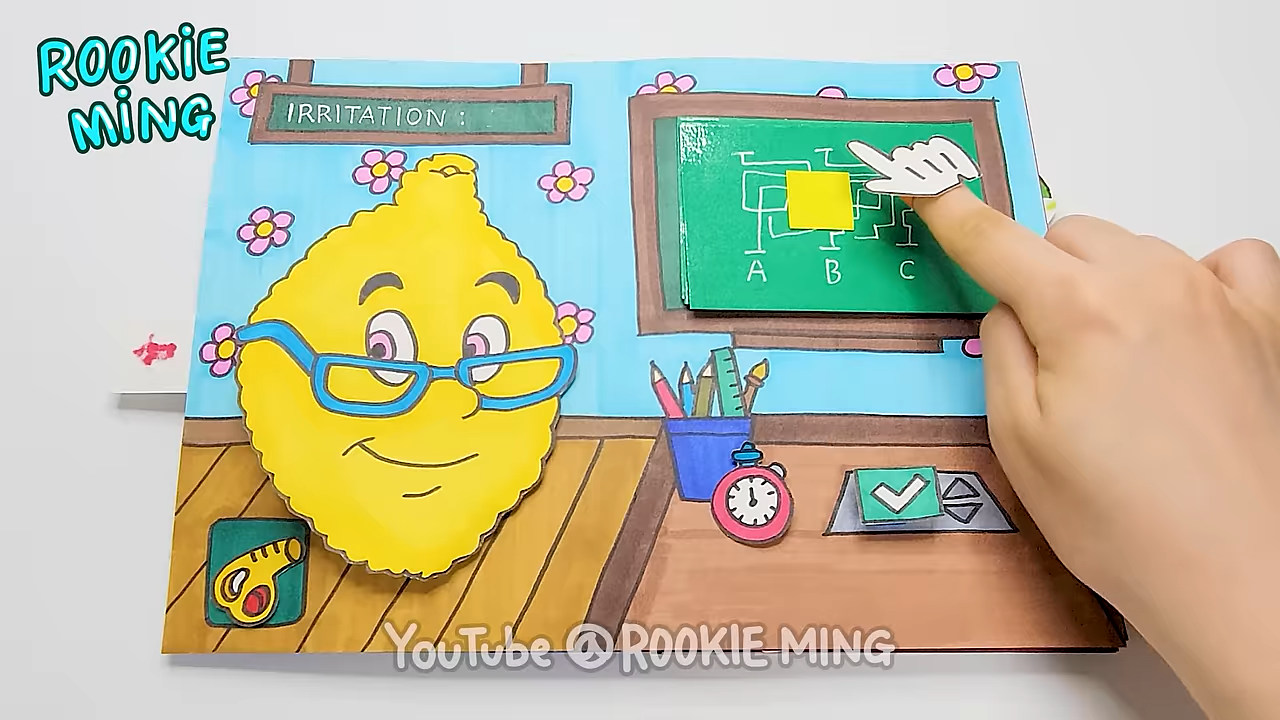 ROOKiE
MiNG
IRRITATION :
A B C
YouTube @ROOKIE MING